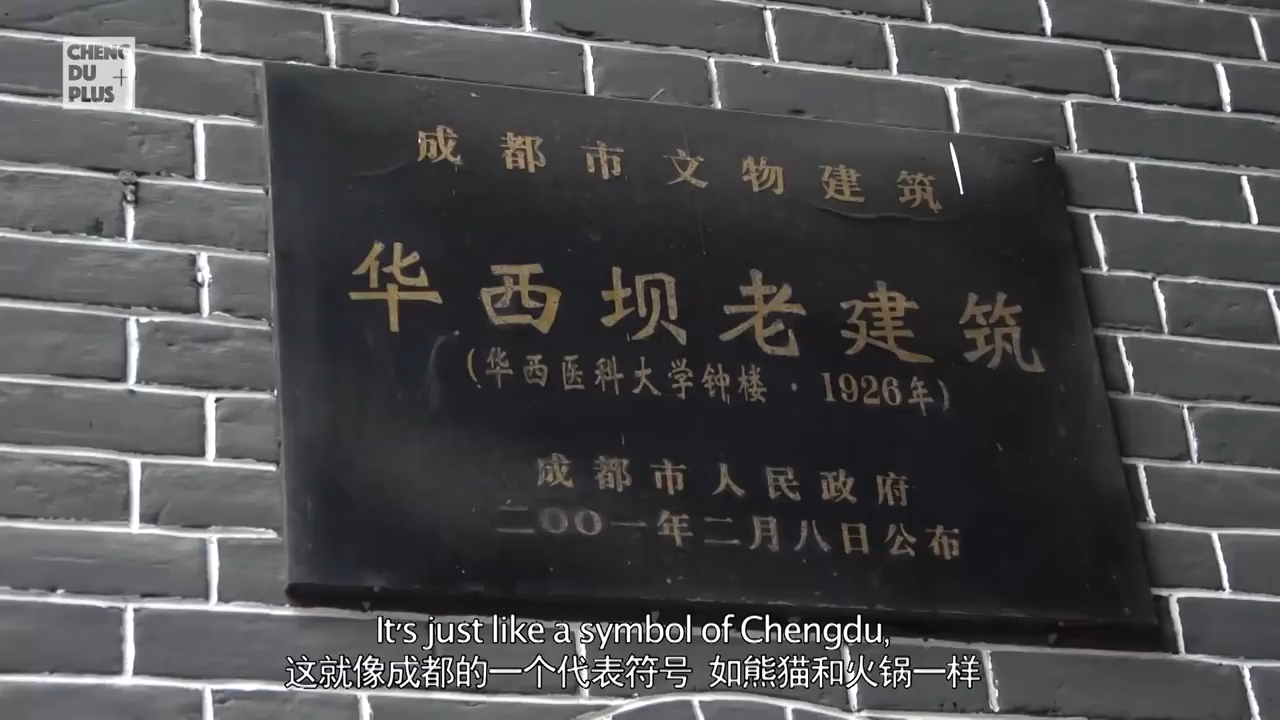 CHENG
DU
PLUS+
成都市文物建筑
华西坝老建筑
(华西医科大学钟楼·1926年)
成都市人民政府
二〇〇一年二月八日公布
It's just like a symbol of Chengdu,
这就像成都的一个代表符号 如熊猫和火锅一样